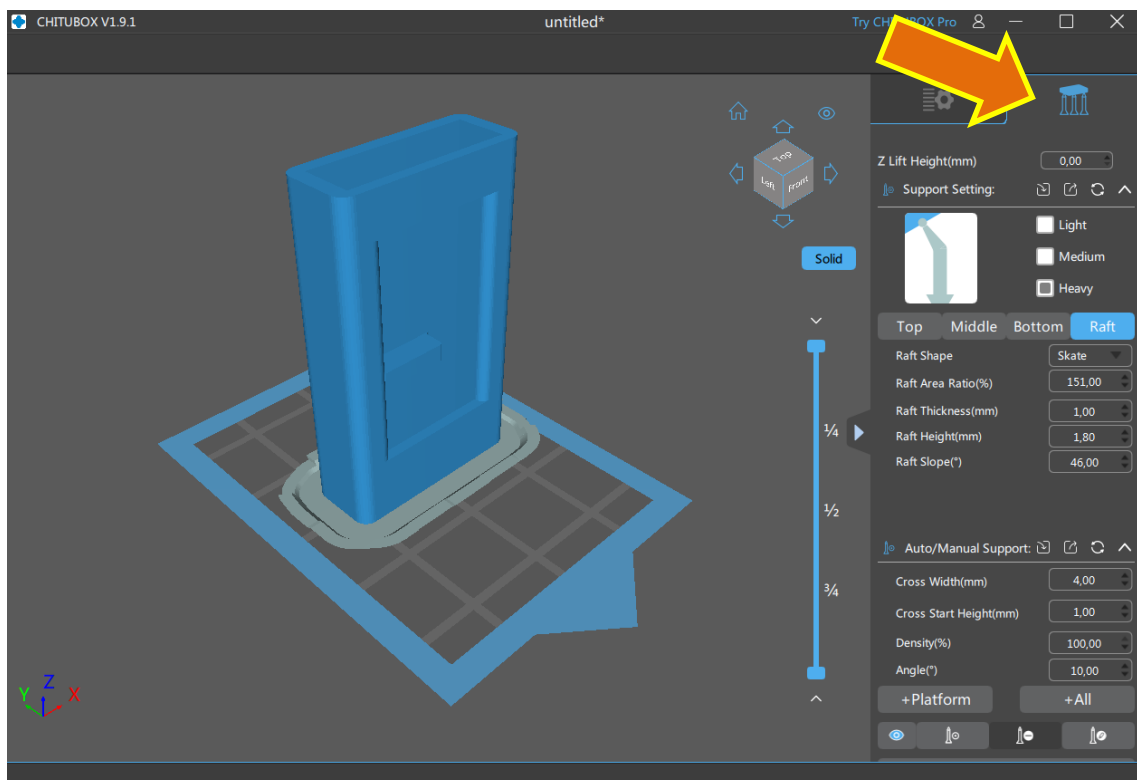 CHITUBOX V1.9.1
untitled*
Z Lift Height(mm) 0,00
Support Setting:
Light
Medium
Heavy
Top Middle Bottom Raft
Raft Shape Skate
Raft Area Ratio(%) 151,00
Raft Thickness(mm) 1,00
Raft Height(mm) 1,80
Raft Slope(°) 46,00
Auto/Manual Support:
Cross Width(mm) 4,00
Cross Start Height(mm) 1,00
Density(%) 100,00
Angle(°) 10,00
+Platform +All
Top
Left Front
Solid
¼
½
¾
Z
Y X
Try Pro